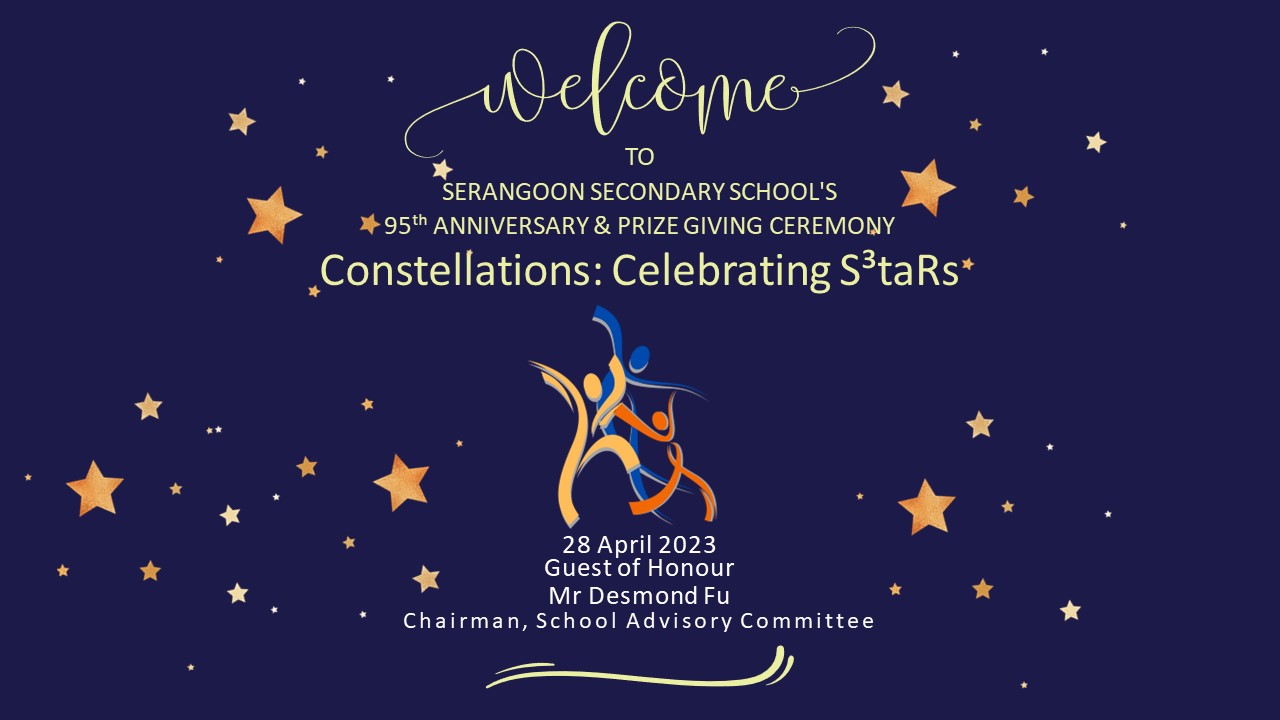 welcome
TO
SERANGOON SECONDARY SCHOOL'S
95th ANNIVERSARY & PRIZE GIVING CEREMONY
Constellations: Celebrating S³taRs
28 April 2023
Guest of Honour
Mr Desmond Fu
Chairman, School Advisory Committee